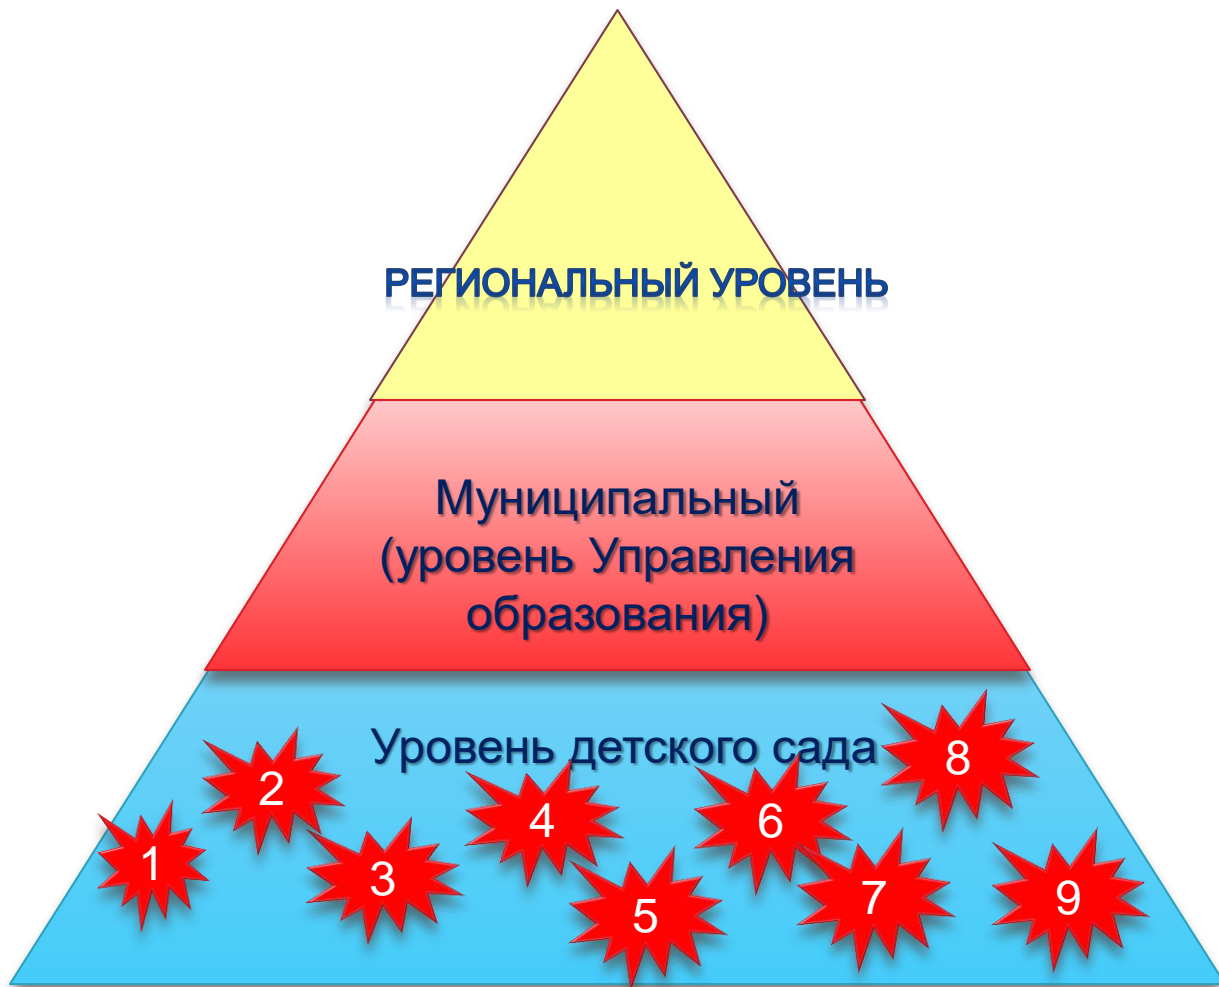 РЕГИОНАЛЬНЫЙ УРОВЕНЬ
Муниципальный
(уровень Управления
образования)
Уровень детского сада
1
2
3
4
5
6
7
8
9